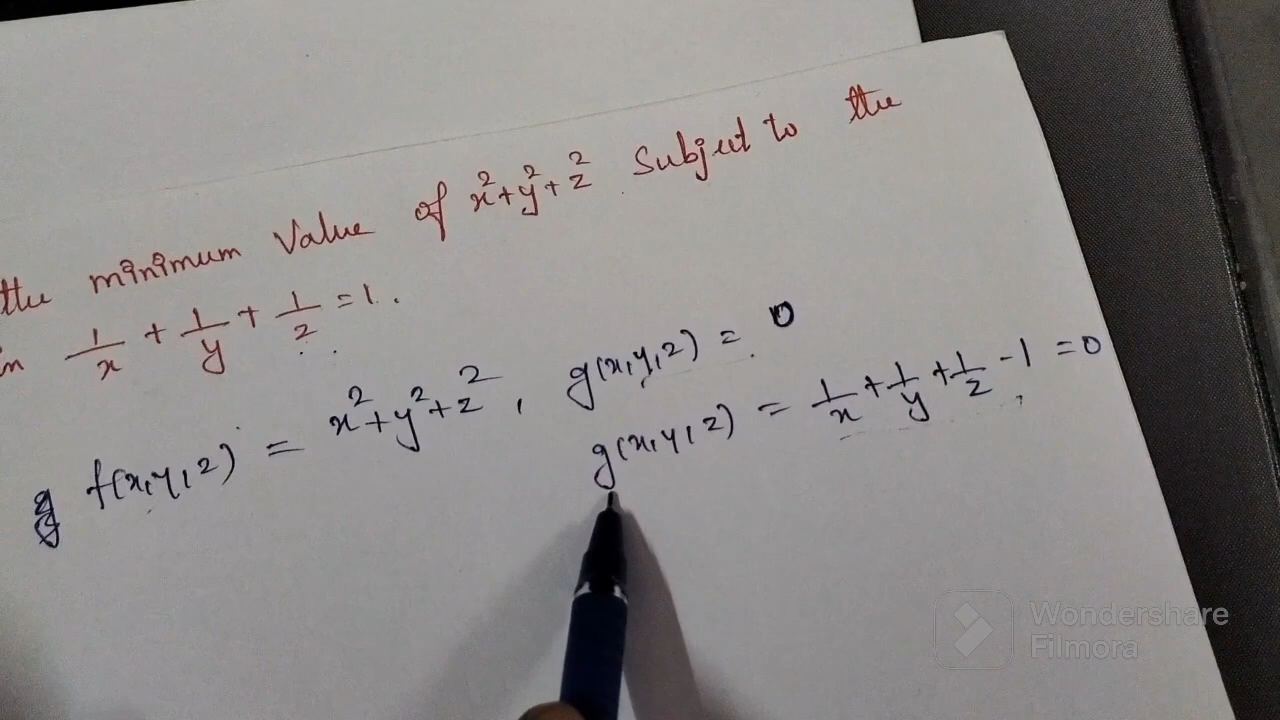 the minimum value of x²+y²+z² subject to the
in 1/x + 1/y + 1/z = 1.
f(x,y,z) = x²+y²+z², g(x,y,z) = 0
g(x,y,z) = 1/x + 1/y + 1/z - 1 = 0
Wondershare
Filmora